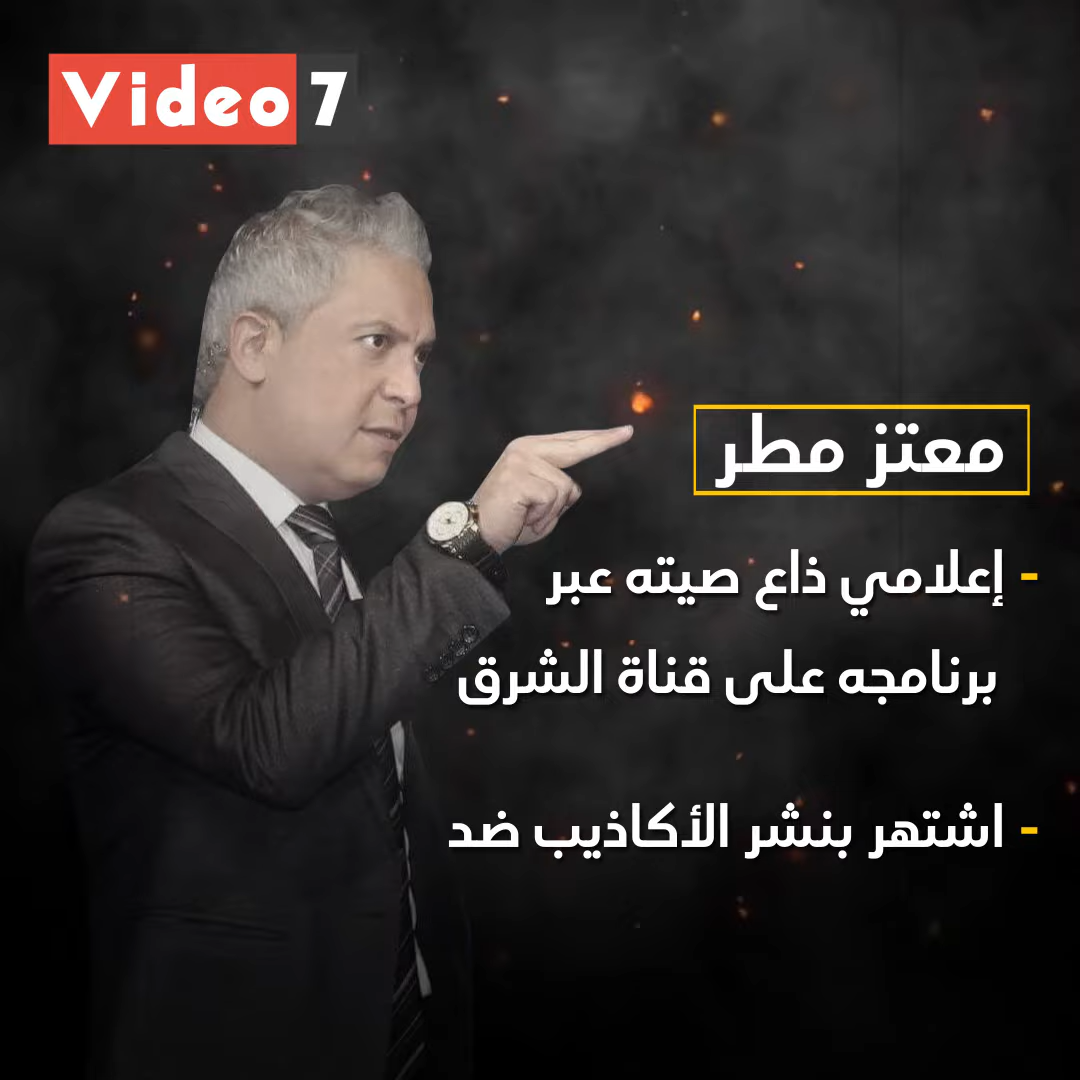 Video 7
معتز مطر
- إعلامي ذاع صيته عبر
برنامجه على قناة الشرق
- اشتهر بنشر الأكاذيب ضد